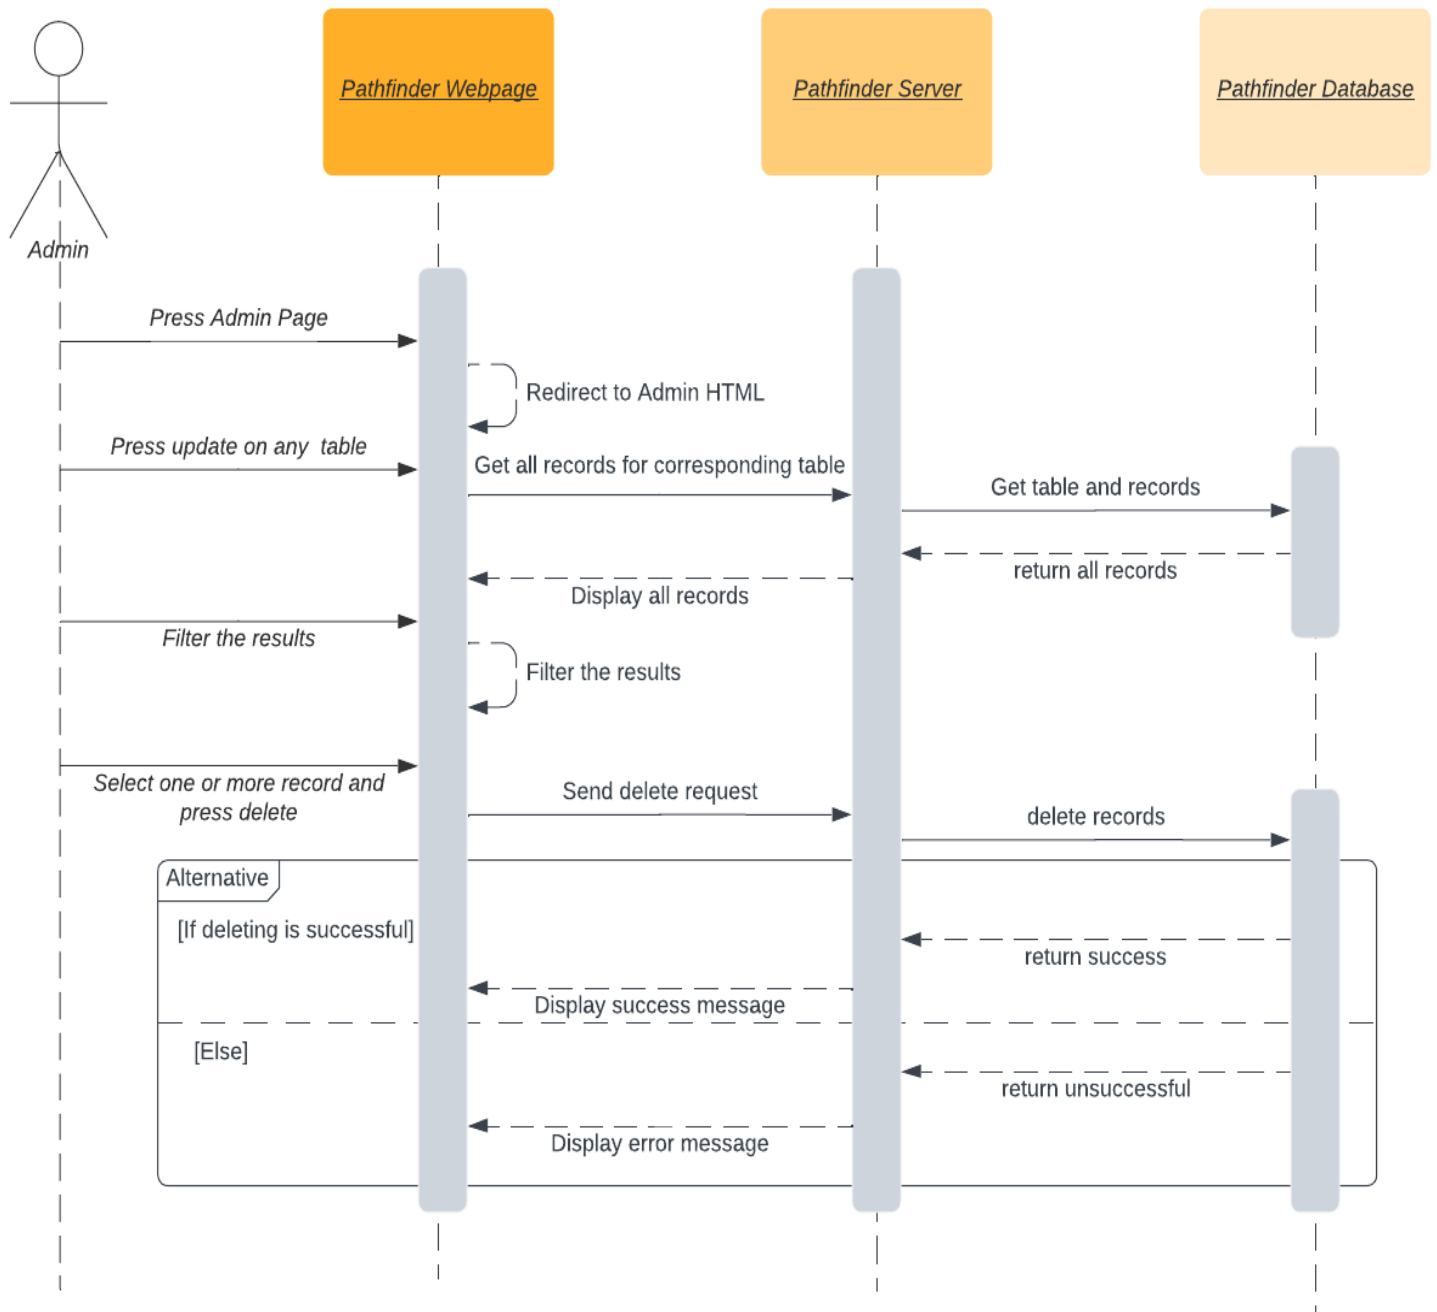 Pathfinder Webpage
Pathfinder Server
Pathfinder Database
Admin
Press Admin Page
Redirect to Admin HTML
Press update on any  table
Get all records for corresponding table
Get table and records
return all records
Display all records
Filter the results
Filter the results
Select one or more record and
press delete
Send delete request
delete records
Alternative
[If deleting is successful]
return success
Display success message
[Else]
return unsuccessful
Display error message